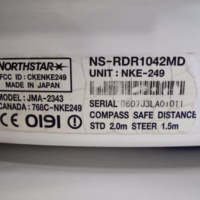 NORTHSTAR
FCC ID : CKENKE249
MADE IN JAPAN
MODEL : JMA-2343
CANADA : 768C-NKE249
CE 0191 !
NS-RDR1042MD
UNIT : NKE-249
SERIAL
COMPASS SAFE DISTANCE
STD 2.0m STEER 1.5m